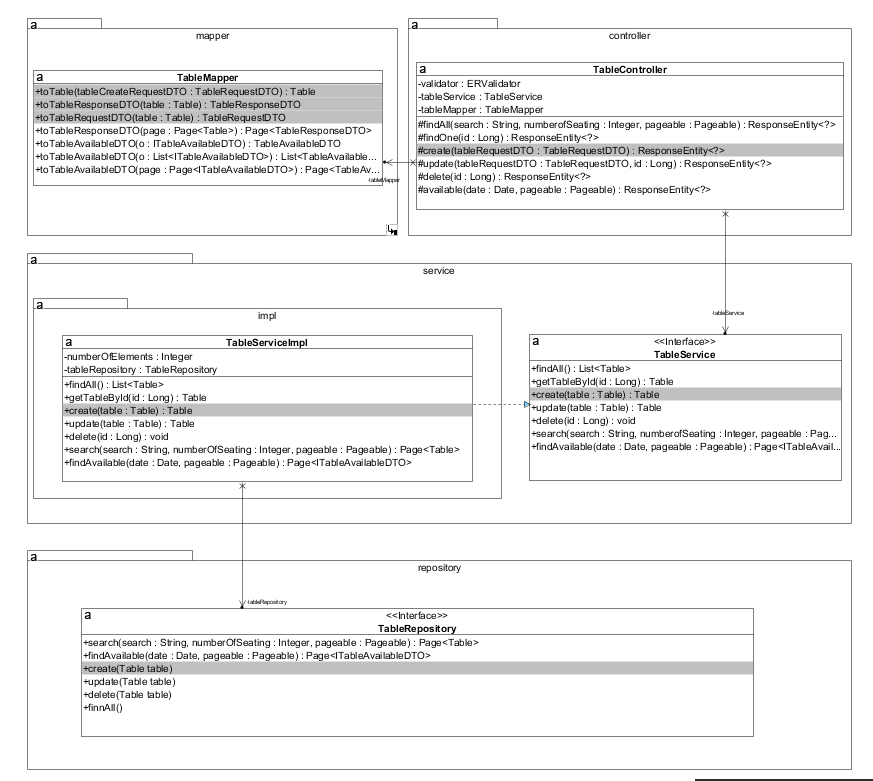 a
mapper
a
TableMapper
+toTable(tableCreateRequestDTO : TableRequestDTO) : Table
+toTableResponseDTO(table : Table) : TableResponseDTO
+toTableRequestDTO(table : Table) : TableRequestDTO
+toTableResponseDTO(page : Page<Table>) : Page<TableResponseDTO>
+toTableAvailableDTO(o : ITableAvailableDTO) : TableAvailableDTO
+toTableAvailableDTO(o : List<ITableAvailableDTO>) : List<TableAvailable...
+toTableAvailableDTO(page : Page<ITableAvailableDTO>) : Page<TableAv...
-tableMapper
a
controller
a
TableController
-validator : ERValidator
-tableService : TableService
-tableMapper : TableMapper
#findAll(search : String, numberofSeating : Integer, pageable : Pageable) : ResponseEntity<?>
#findOne(id : Long) : ResponseEntity<?>
#create(tableRequestDTO : TableRequestDTO) : ResponseEntity<?>
#update(tableRequestDTO : TableRequestDTO, id : Long) : ResponseEntity<?>
#delete(id : Long) : ResponseEntity<?>
#available(date : Date, pageable : Pageable) : ResponseEntity<?>
-tableService
a
service
a
impl
a
TableServiceImpl
-numberOfElements : Integer
-tableRepository : TableRepository
+findAll() : List<Table>
+getTableById(id : Long) : Table
+create(table : Table) : Table
+update(table : Table) : Table
+delete(id : Long) : void
+search(search : String, numberOfSeating : Integer, pageable : Pageable) : Page<Table>
+findAvailable(date : Date, pageable : Pageable) : Page<ITableAvailableDTO>
a
<<Interface>>
TableService
+findAll() : List<Table>
+getTableById(id : Long) : Table
+create(table : Table) : Table
+update(table : Table) : Table
+delete(id : Long) : void
+search(search : String, numberofSeating : Integer, pageable : Pag...
+findAvailable(date : Date, pageable : Pageable) : Page<ITableAvail...
-tableRepository
a
repository
a
<<Interface>>
TableRepository
+search(search : String, numberOfSeating : Integer, pageable : Pageable) : Page<Table>
+findAvailable(date : Date, pageable : Pageable) : Page<ITableAvailableDTO>
+create(Table table)
+update(Table table)
+delete(Table table)
+finnAll()